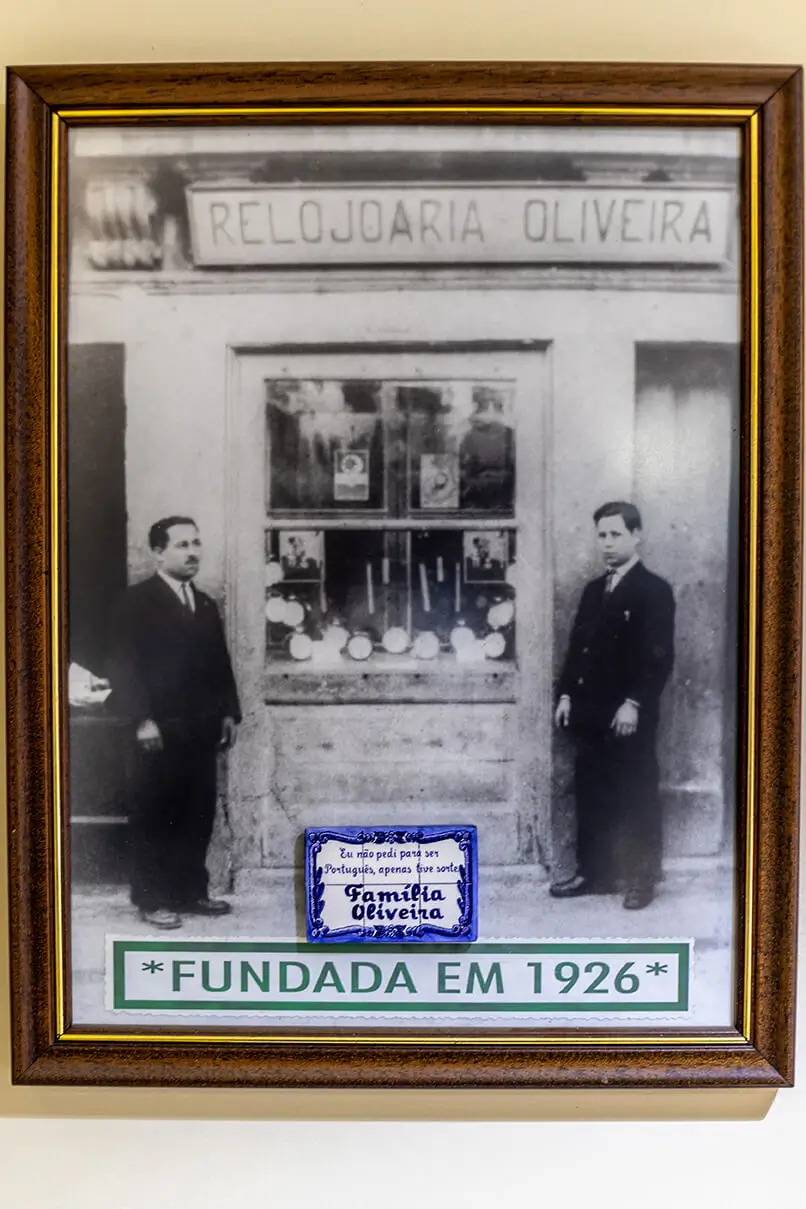 RELOJOARIA OLIVEIRA
Eu não pedi para ser
Português, apenas tive sorte.
Família
Oliveira
*FUNDADA EM 1926*